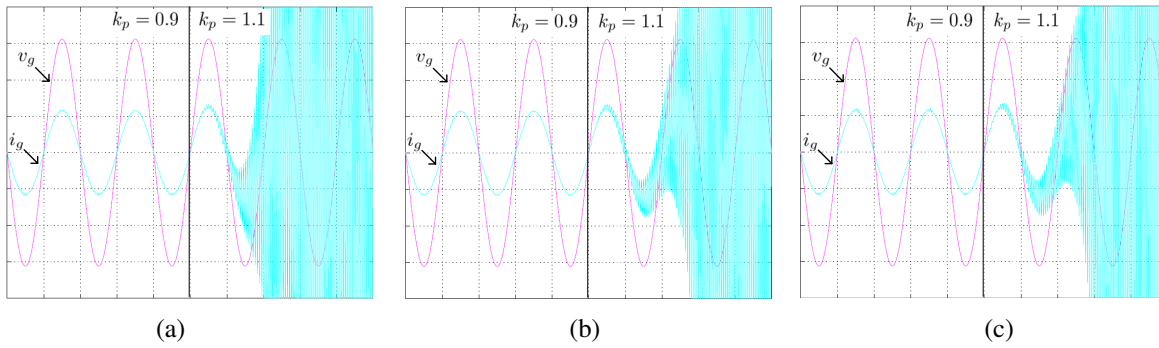 k_p = 0.9 k_p = 1.1
v_g
i_g
(a)
k_p = 0.9 k_p = 1.1
v_g
i_g
(b)
k_p = 0.9 k_p = 1.1
v_g
i_g
(c)